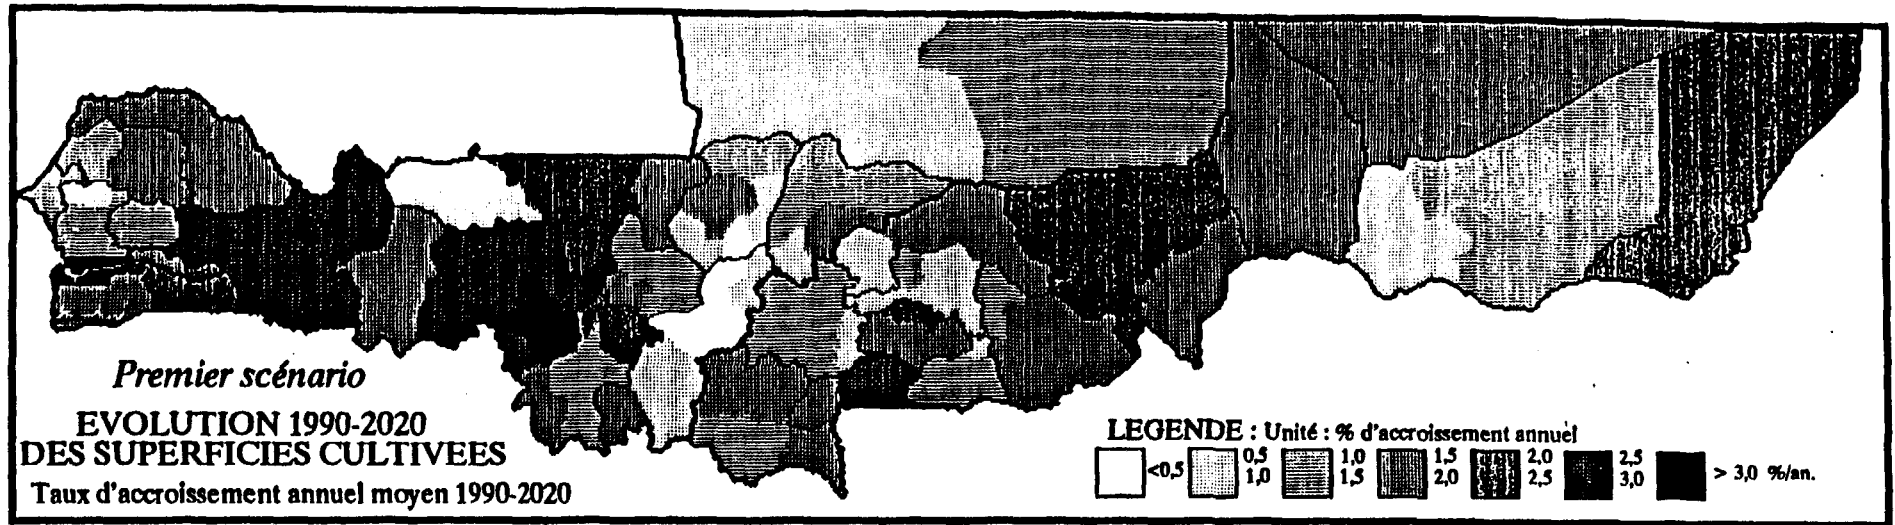 Premier scénario
EVOLUTION 1990-2020
DES SUPERFICIES CULTIVEES
Taux d'accroissement annuel moyen 1990-2020
LEGENDE : Unité : % d'accroissement annuel
<0,5
0,5
1,0
1,0
1,5
1,5
2,0
2,0
2,5
2,5
3,0
> 3,0 %/an.